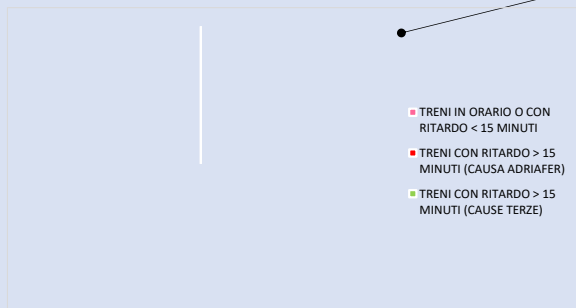 TRENI IN ORARIO O CON
RITARDO < 15 MINUTI
TRENI CON RITARDO > 15
MINUTI (CAUSA ADRIAFER)
TRENI CON RITARDO > 15
MINUTI (CAUSE TERZE)